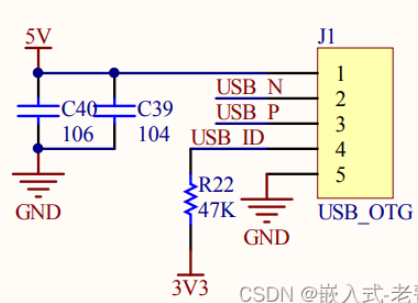 5V
J1
C40
106
C39
104
USB_N
USB_P
USB_ID
1
2
3
4
5
R22
47K
GND
GND
USB_OTG
3V3
CSDN @嵌入式-老